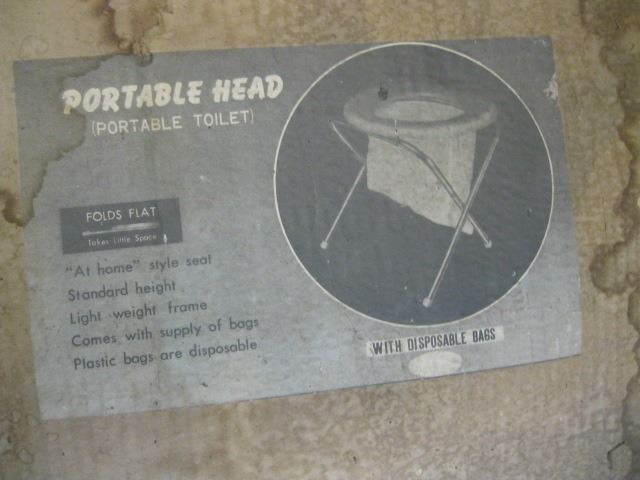 PORTABLE HEAD
(PORTABLE TOILET)
FOLDS FLAT
Takes Little Space
"At home" style seat
Standard height
Light weight frame
Comes with supply of bags
Plastic bags are disposable
WITH DISPOSABLE BAGS